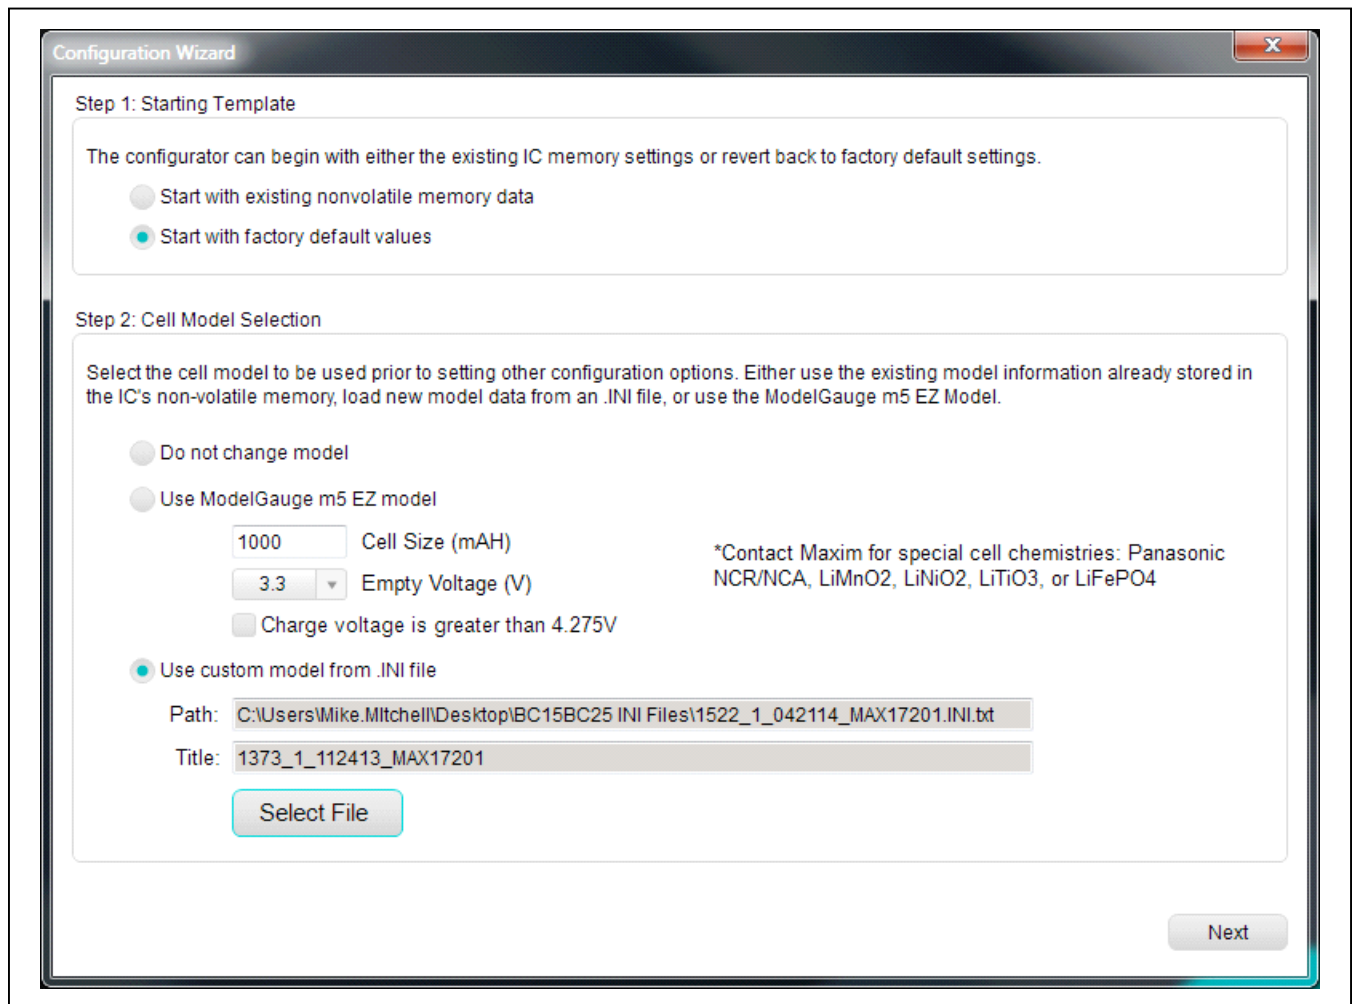 Configuration Wizard
X
Step 1: Starting Template
The configurator can begin with either the existing IC memory settings or revert back to factory default settings.
Start with existing nonvolatile memory data
Start with factory default values
Step 2: Cell Model Selection
Select the cell model to be used prior to setting other configuration options. Either use the existing model information already stored in
the IC's non-volatile memory, load new model data from an .INI file, or use the ModelGauge m5 EZ Model.
Do not change model
Use ModelGauge m5 EZ model
1000 Cell Size (mAH)
3.3 Empty Voltage (V)
*Contact Maxim for special cell chemistries: Panasonic
NCR/NCA, LiMnO2, LiNiO2, LiTiO3, or LiFePO4
Charge voltage is greater than 4.275V
Use custom model from .INI file
Path: C:\Users\Mike.MItchell\Desktop\BC15BC25 INI Files\1522_1_042114_MAX17201.INI.txt
Title: 1373_1_112413_MAX17201
Select File
Next